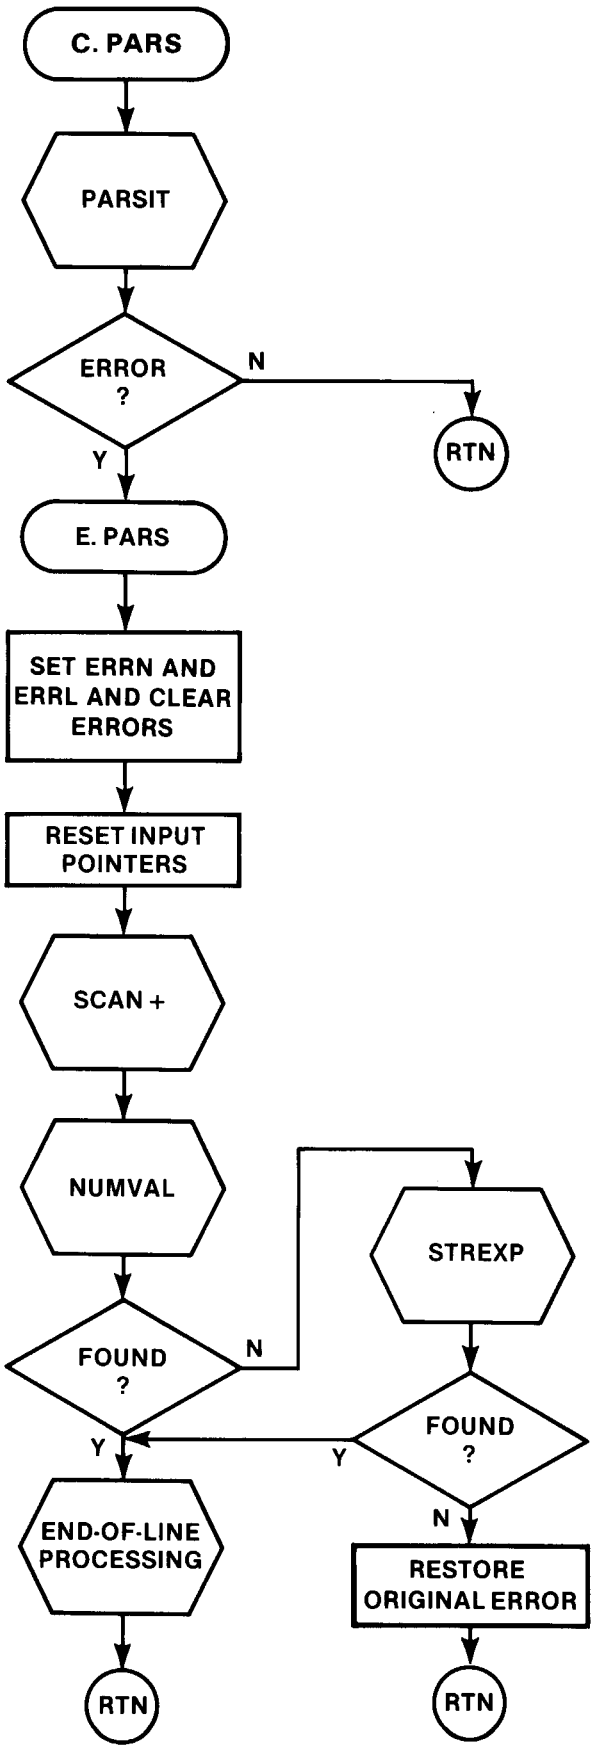 C. PARS
PARSIT
ERROR
?
N
RTN
Y
E. PARS
SET ERRN AND
ERRL AND CLEAR
ERRORS
RESET INPUT
POINTERS
SCAN +
NUMVAL
STREXP
FOUND
?
N
Y
FOUND
?
Y
N
END-OF-LINE
PROCESSING
RESTORE
ORIGINAL ERROR
RTN
RTN